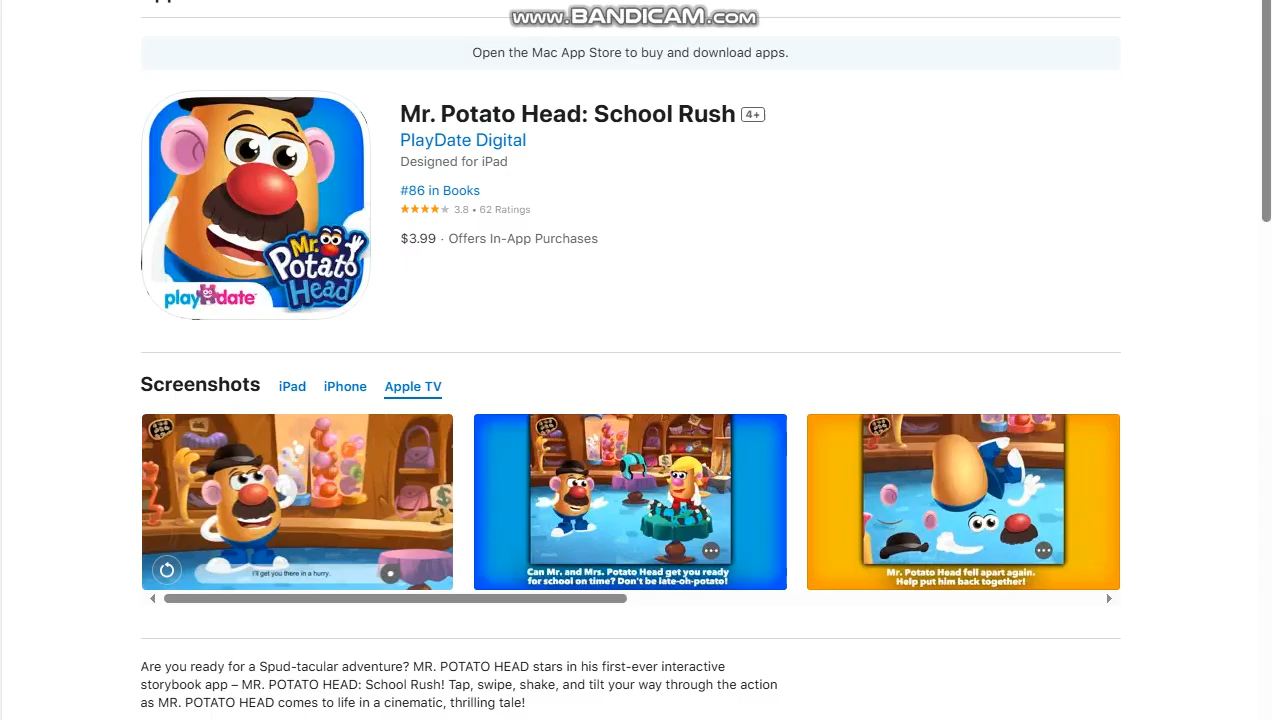 www.BANDICAM.com
Open the Mac App Store to buy and download apps.
Mr. Potato Head: School Rush 4+
PlayDate Digital
Designed for iPad
#86 in Books
3.8 • 62 Ratings
$3.99 · Offers In-App Purchases
Mr. Potato Head
play date
Screenshots iPad iPhone Apple TV
I'll get you there in a hurry.
Can Mr. and Mrs. Potato Head get you ready
for school on time? Don't be late-oh-potato!
Mr. Potato Head fell apart again.
Help put him back together!
Are you ready for a Spud-tacular adventure? MR. POTATO HEAD stars in his first-ever interactive
storybook app – MR. POTATO HEAD: School Rush! Tap, swipe, shake, and tilt your way through the action
as MR. POTATO HEAD comes to life in a cinematic, thrilling tale!